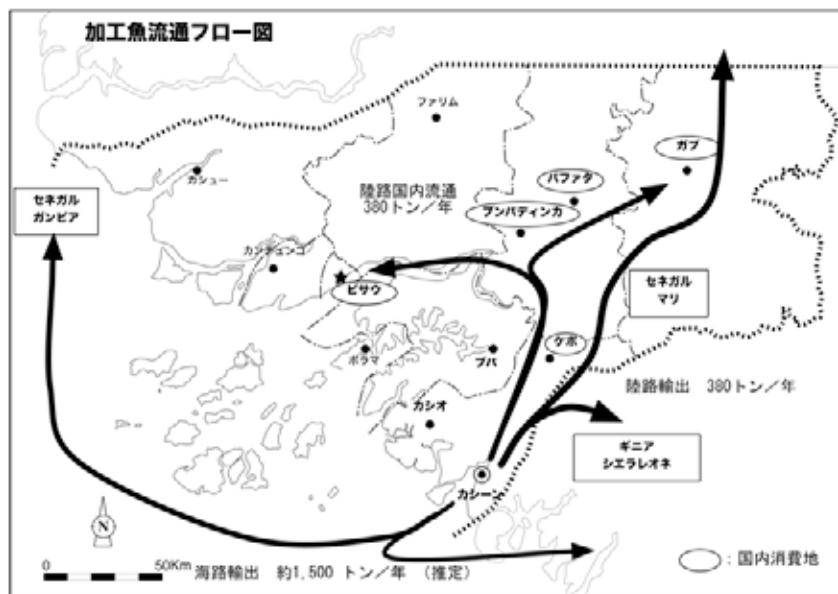 加工魚流通フロー図
ファリム
カシュー
ガブ
バファタ
陸路国内流通
380トン/年
ブンバディンカ
セネガル
ガンビア
カンチュンゴ
ビサウ
セネガル
マリ
ケボ
ボラマ
ブバ
陸路輸出 380トン/年
カシオ
ギニア
シエラレオネ
カシーン
N
0 50Km
海路輸出 約1,500 トン/年 (推定)
:国内消費地